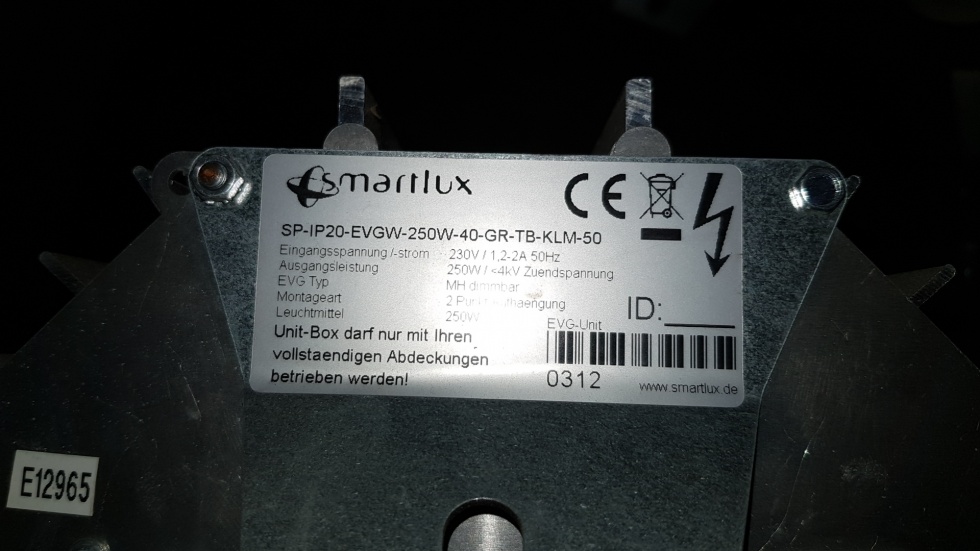 smartlux
SP-IP20-EVGW-250W-40-GR-TB-KLM-50
Eingangsspannung /-strom 230V / 1,2-2A 50Hz
Ausgangsleistung 250W / <4kV Zuendspannung
EVG Typ MH dimmbar
Montageart 2 Punkt
Leuchtmittel 250W
ID:
EVG-Unit
Unit-Box darf nur mit Ihren
vollstaendigen Abdeckungen
betrieben werden!
0312
www.smartlux.de
E12965